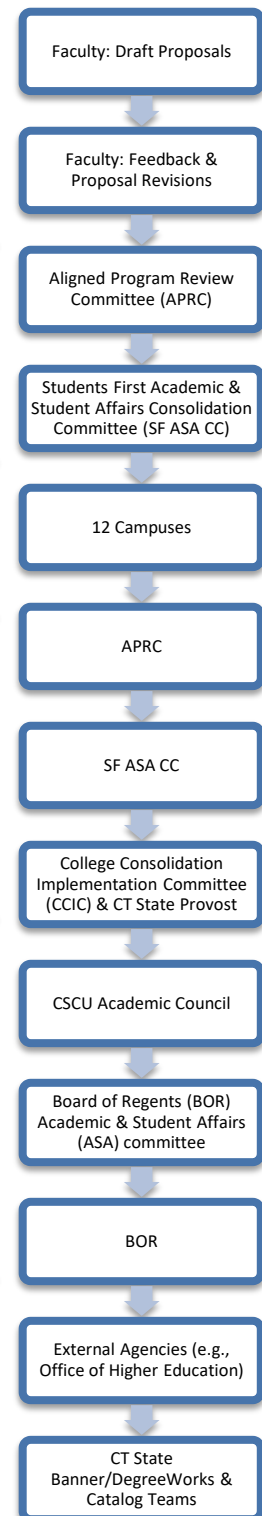 Faculty: Draft Proposals
Faculty: Feedback &
Proposal Revisions
Aligned Program Review
Committee (APRC)
Students First Academic &
Student Affairs Consolidation
Committee (SF ASA CC)
12 Campuses
APRC
SF ASA CC
College Consolidation
Implementation Committee
(CCIC) & CT State Provost
CSCU Academic Council
Board of Regents (BOR)
Academic & Student Affairs
(ASA) committee
BOR
External Agencies (e.g.,
Office of Higher Education)
CT State
Banner/DegreeWorks &
Catalog Teams